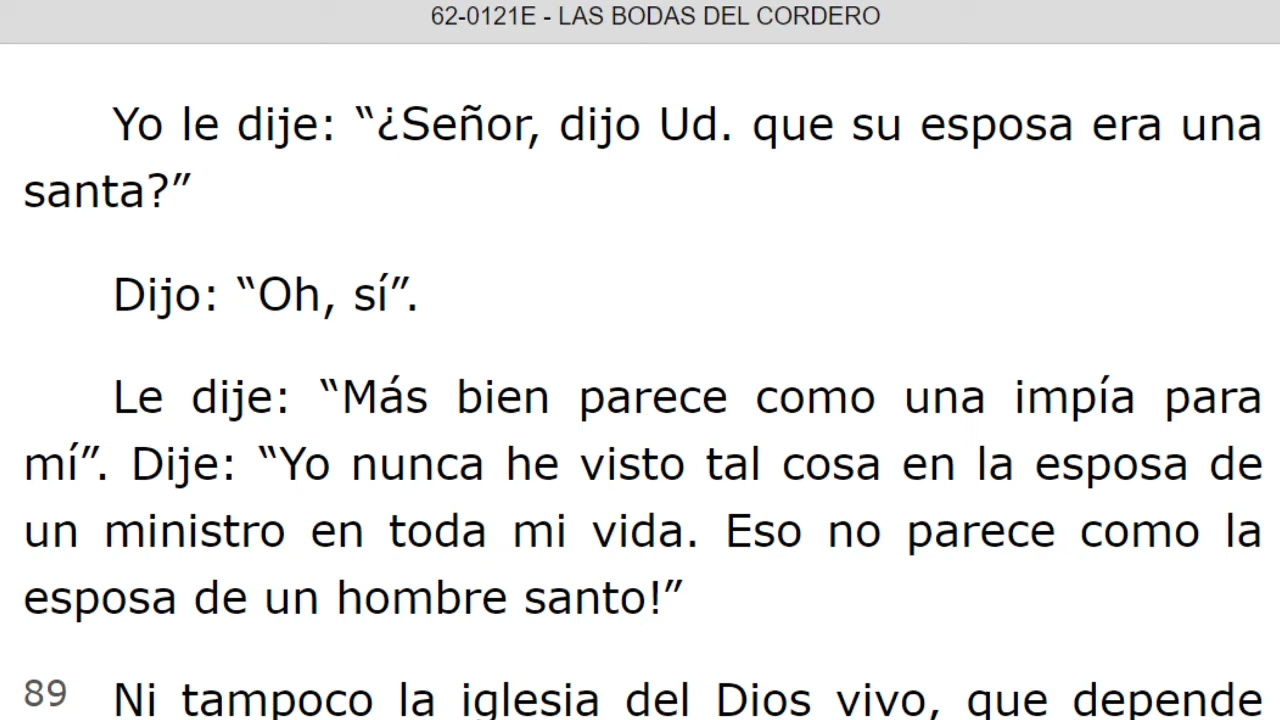 62-0121E - LAS BODAS DEL CORDERO
Yo le dije: “¿Señor, dijo Ud. que su esposa era una
santa?”
Dijo: “Oh, sí”.
Le dije: “Más bien parece como una impía para
mí”. Dije: “Yo nunca he visto tal cosa en la esposa de
un ministro en toda mi vida. Eso no parece como la
esposa de un hombre santo!”
89 Ni tampoco la iglesia del Dios vivo, que depende